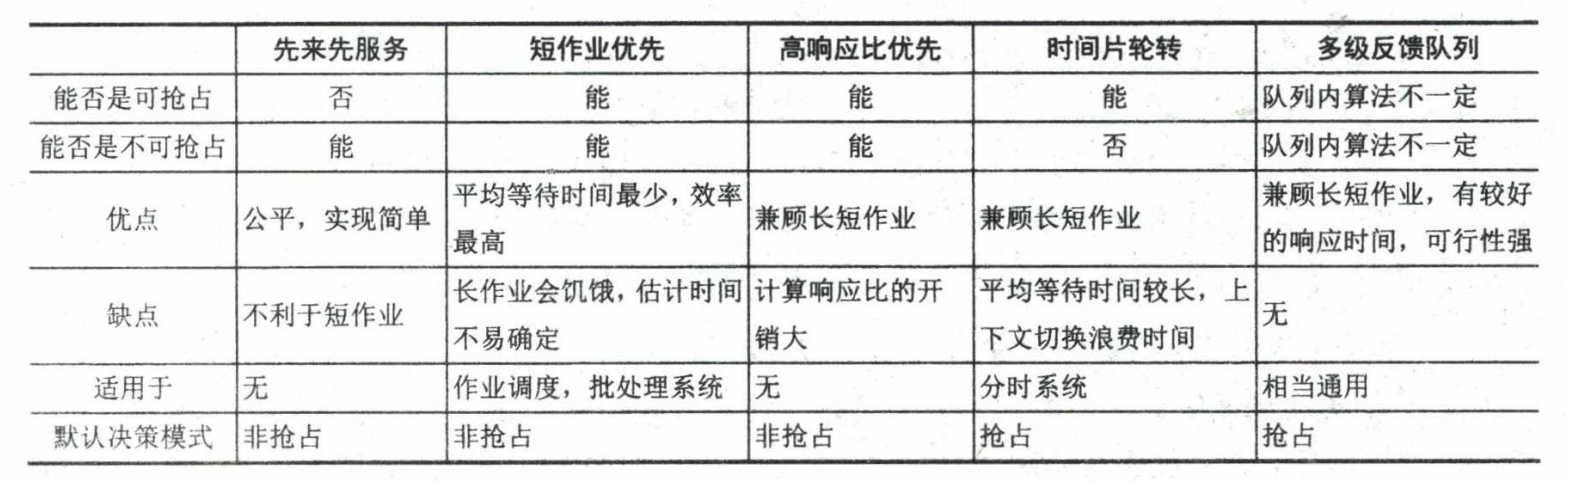 先来先服务 短作业优先 高响应比优先 时间片轮转 多级反馈队列
能否是可抢占 否 能 能 能 队列内算法不一定
能否是不可抢占 能 能 能 否 队列内算法不一定
优点 公平，实现简单 平均等待时间最少，效率最高 兼顾长短作业 兼顾长短作业 兼顾长短作业，有较好的响应时间，可行性强
缺点 不利于短作业 长作业会饥饿，估计时间不易确定 计算响应比的开销大 平均等待时间较长，上下文切换浪费时间 无
适用于 无 作业调度，批处理系统 无 分时系统 相当通用
默认决策模式 非抢占 非抢占 非抢占 抢占 抢占